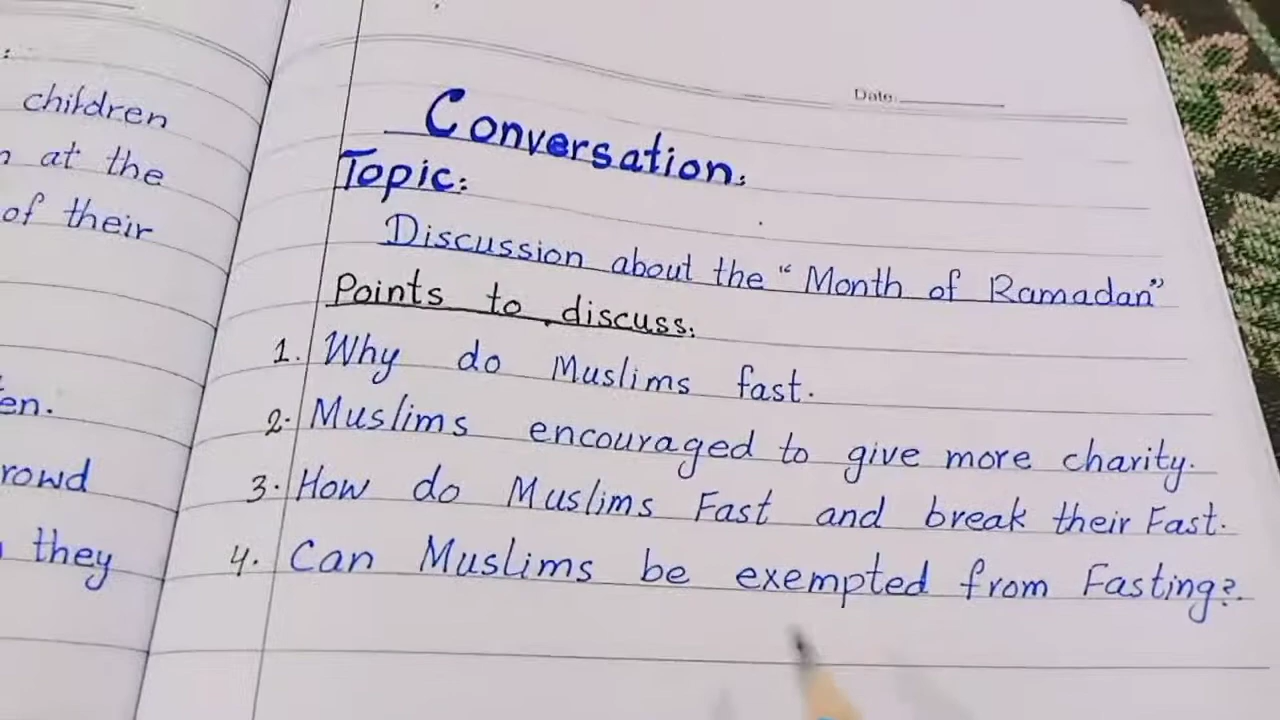 children
at the
of their
en.
rowd
they
Date:
Conversation:
Topic:
Discussion about the "Month of Ramadan"
Points to discuss:
1. Why do Muslims fast.
2. Muslims encouraged to give more charity.
3. How do Muslims Fast and break their Fast.
4. Can Muslims be exempted from Fasting?.